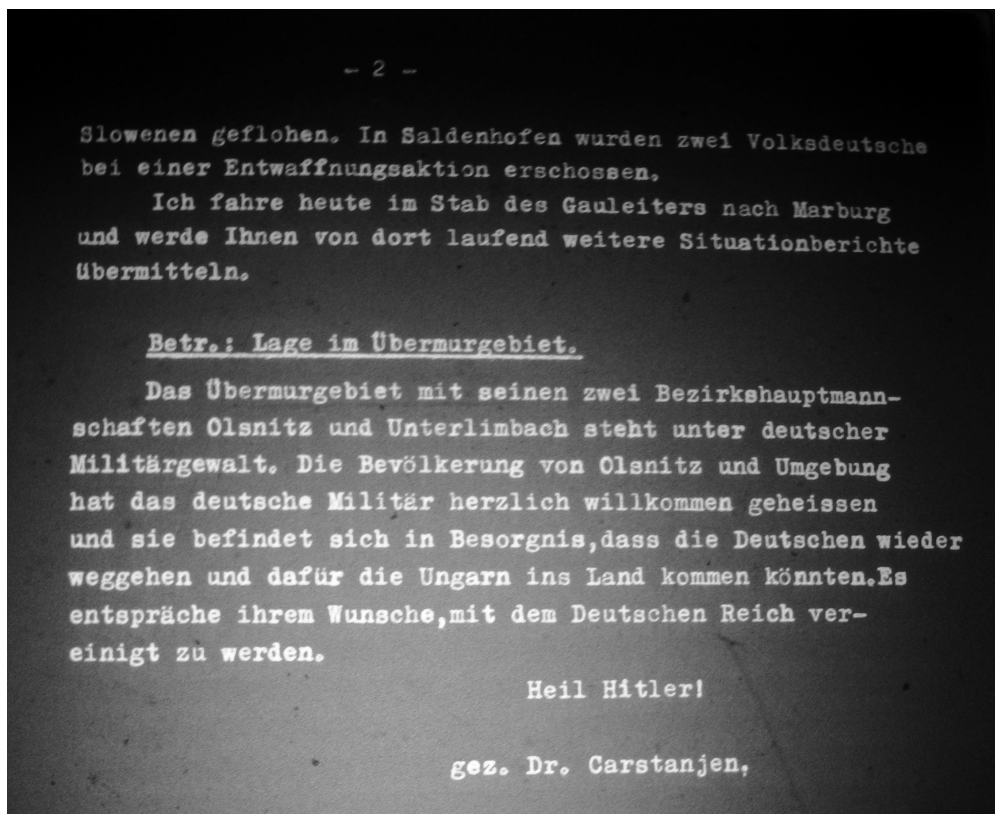 - 2 -
Slowenen geflohen. In Saldenhofen wurden zwei Volksdeutsche
bei einer Entwaffnungsaktion erschossen.
Ich fahre heute im Stab des Gauleiters nach Marburg
und werde Ihnen von dort laufend weitere Situationberichte
übermitteln.
Betr.: Lage im Übermurgebiet.
Das Übermurgebiet mit seinen zwei Bezirkshauptmann-
schaften Olsnitz und Unterlimbach steht unter deutscher
Militärgewalt. Die Bevölkerung von Olsnitz und Umgebung
hat das deutsche Militär herzlich willkommen geheissen
und sie befindet sich in Besorgnis,dass die Deutschen wieder
weggehen und dafür die Ungarn ins Land kommen könnten.Es
entspräche ihrem Wunsche,mit dem Deutschen Reich ver-
einigt zu werden.
Heil Hitler!
gez. Dr. Carstanjen.